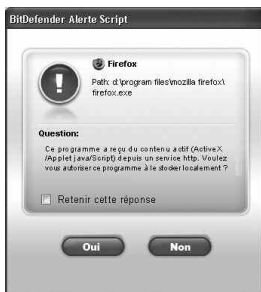 BitDefender Alerte Script
Firefox
Path: d:\program files\mozilla firefox\
firefox.exe
Question:
Ce programme a reçu du contenu actif (ActiveX
/Applet java/Script) depuis un service http. Voulez
vous autoriser ce programme à le stocker localement ?
Retenir cette réponse
Oui
Non